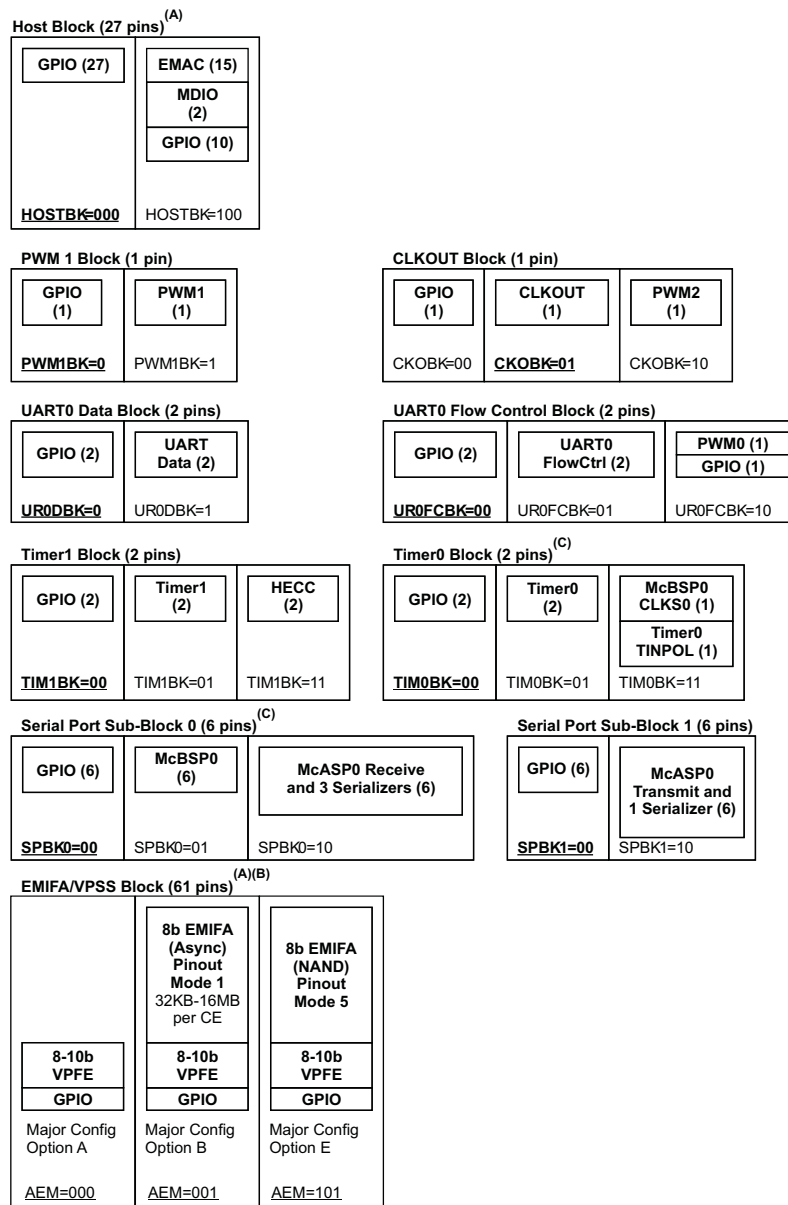 Host Block (27 pins)(A)
GPIO (27)
EMAC (15)
MDIO
(2)
GPIO (10)
HOSTBK=000
HOSTBK=100
PWM 1 Block (1 pin)
GPIO
(1)
PWM1
(1)
PWM1BK=0
PWM1BK=1
CLKOUT Block (1 pin)
GPIO
(1)
CLKOUT
(1)
PWM2
(1)
CKOBK=00
CKOBK=01
CKOBK=10
UART0 Data Block (2 pins)
GPIO (2)
UART
Data (2)
UR0DBK=0
UR0DBK=1
UART0 Flow Control Block (2 pins)
GPIO (2)
UART0
FlowCtrl (2)
PWM0 (1)
GPIO (1)
UR0FCBK=00
UR0FCBK=01
UR0FCBK=10
Timer1 Block (2 pins)
GPIO (2)
Timer1
(2)
HECC
(2)
TIM1BK=00
TIM1BK=01
TIM1BK=11
Timer0 Block (2 pins)(C)
GPIO (2)
Timer0
(2)
McBSP0
CLKS0 (1)
Timer0
TINPOL (1)
TIM0BK=00
TIM0BK=01
TIM0BK=11
Serial Port Sub-Block 0 (6 pins)(C)
GPIO (6)
McBSP0
(6)
McASP0 Receive
and 3 Serializers (6)
SPBK0=00
SPBK0=01
SPBK0=10
Serial Port Sub-Block 1 (6 pins)
GPIO (6)
McASP0
Transmit and
1 Serializer (6)
SPBK1=00
SPBK1=10
EMIFA/VPSS Block (61 pins)(A)(B)
8-10b
VPFE
GPIO
Major Config
Option A
AEM=000
8b EMIFA
(Async)
Pinout
Mode 1
32KB-16MB
per CE
8-10b
VPFE
GPIO
Major Config
Option B
AEM=001
8b EMIFA
(NAND)
Pinout
Mode 5
8-10b
VPFE
GPIO
Major Config
Option E
AEM=101